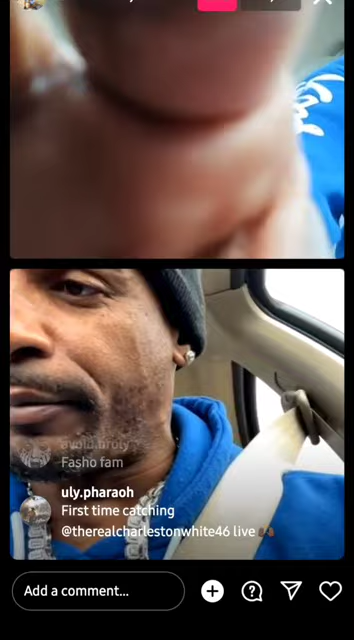 Fasho fam
uly.pharaoh
First time catching
@therealcharlestonwhite46 live 🙌🏾
Add a comment...